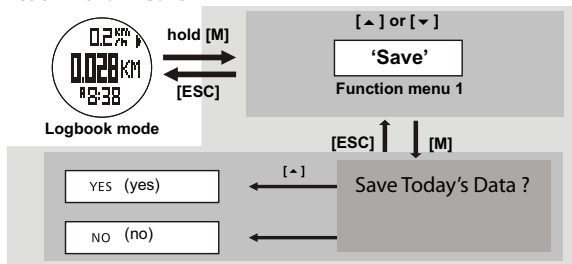 [▲] or [▼]
0.2 KM/h
hold [M]
0.028 KM
'Save'
[ESC]
Function menu 1
A 8:38
Logbook mode
[ESC]
[M]
YES (yes)
[▲]
Save Today's Data ?
NO (no)